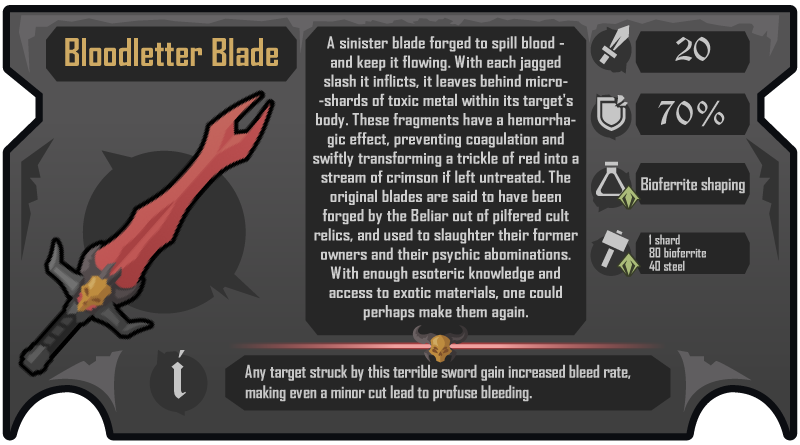 Bloodletter Blade
A sinister blade forged to spill blood -
and keep it flowing. With each jagged
slash it inflicts, it leaves behind micro-
-shards of toxic metal within its target's
body. These fragments have a hemorrha-
gic effect, preventing coagulation and
swiftly transforming a trickle of red into a
stream of crimson if left untreated. The
original blades are said to have been
forged by the Beliar out of pilfered cult
relics, and used to slaughter their former
owners and their psychic abominations.
With enough esoteric knowledge and
access to exotic materials, one could
perhaps make them again.
20
70%
Bioferrite shaping
1 shard
80 bioferrite
40 steel
i
Any target struck by this terrible sword gain increased bleed rate,
making even a minor cut lead to profuse bleeding.